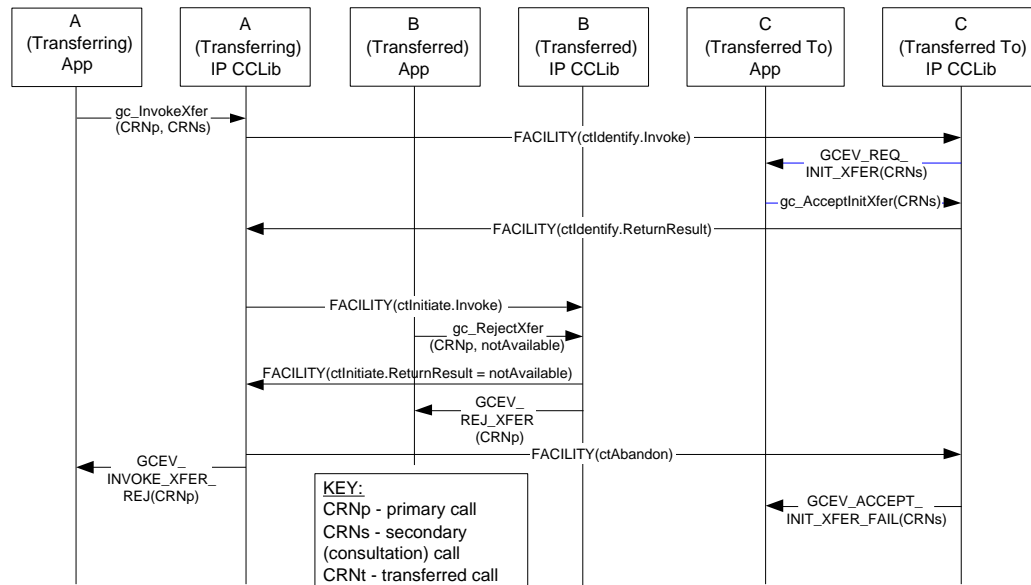 A
(Transferring)
App
A
(Transferring)
IP CCLib
B
(Transferred)
App
B
(Transferred)
IP CCLib
C
(Transferred To)
App
C
(Transferred To)
IP CCLib
gc_InvokeXfer
(CRNp, CRNs)
FACILITY(ctIdentify.Invoke)
GCEV_REQ_
INIT_XFER(CRNs)
gc_AcceptInitXfer(CRNs)
FACILITY(ctIdentify.ReturnResult)
FACILITY(ctInitiate.Invoke)
gc_RejectXfer
(CRNp, notAvailable)
FACILITY(ctInitiate.ReturnResult = notAvailable)
GCEV_
REJ_XFER
(CRNp)
FACILITY(ctAbandon)
GCEV_
INVOKE_XFER_
REJ(CRNp)
GCEV_ACCEPT_
INIT_XFER_FAIL(CRNs)
KEY:
CRNp - primary call
CRNs - secondary
(consultation) call
CRNt - transferred call